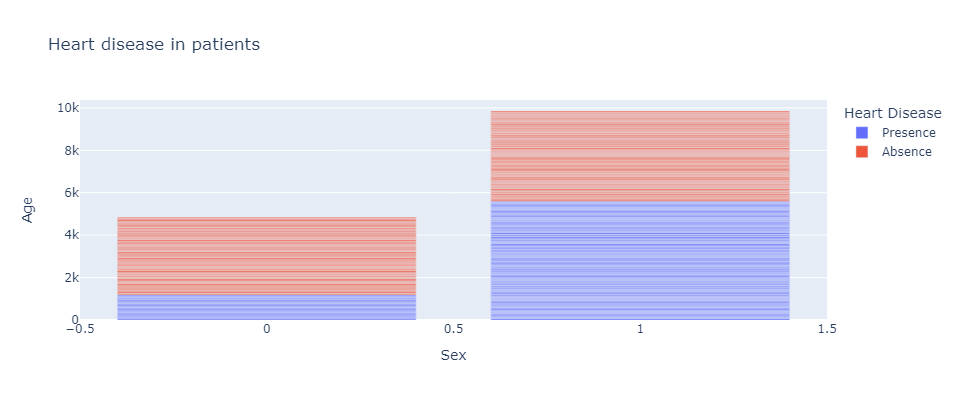 Heart disease in patients
10k
8k
6k
4k
2k
0
Age
−0.5
0
0.5
1
1.5
Sex
Heart Disease
Presence
Absence